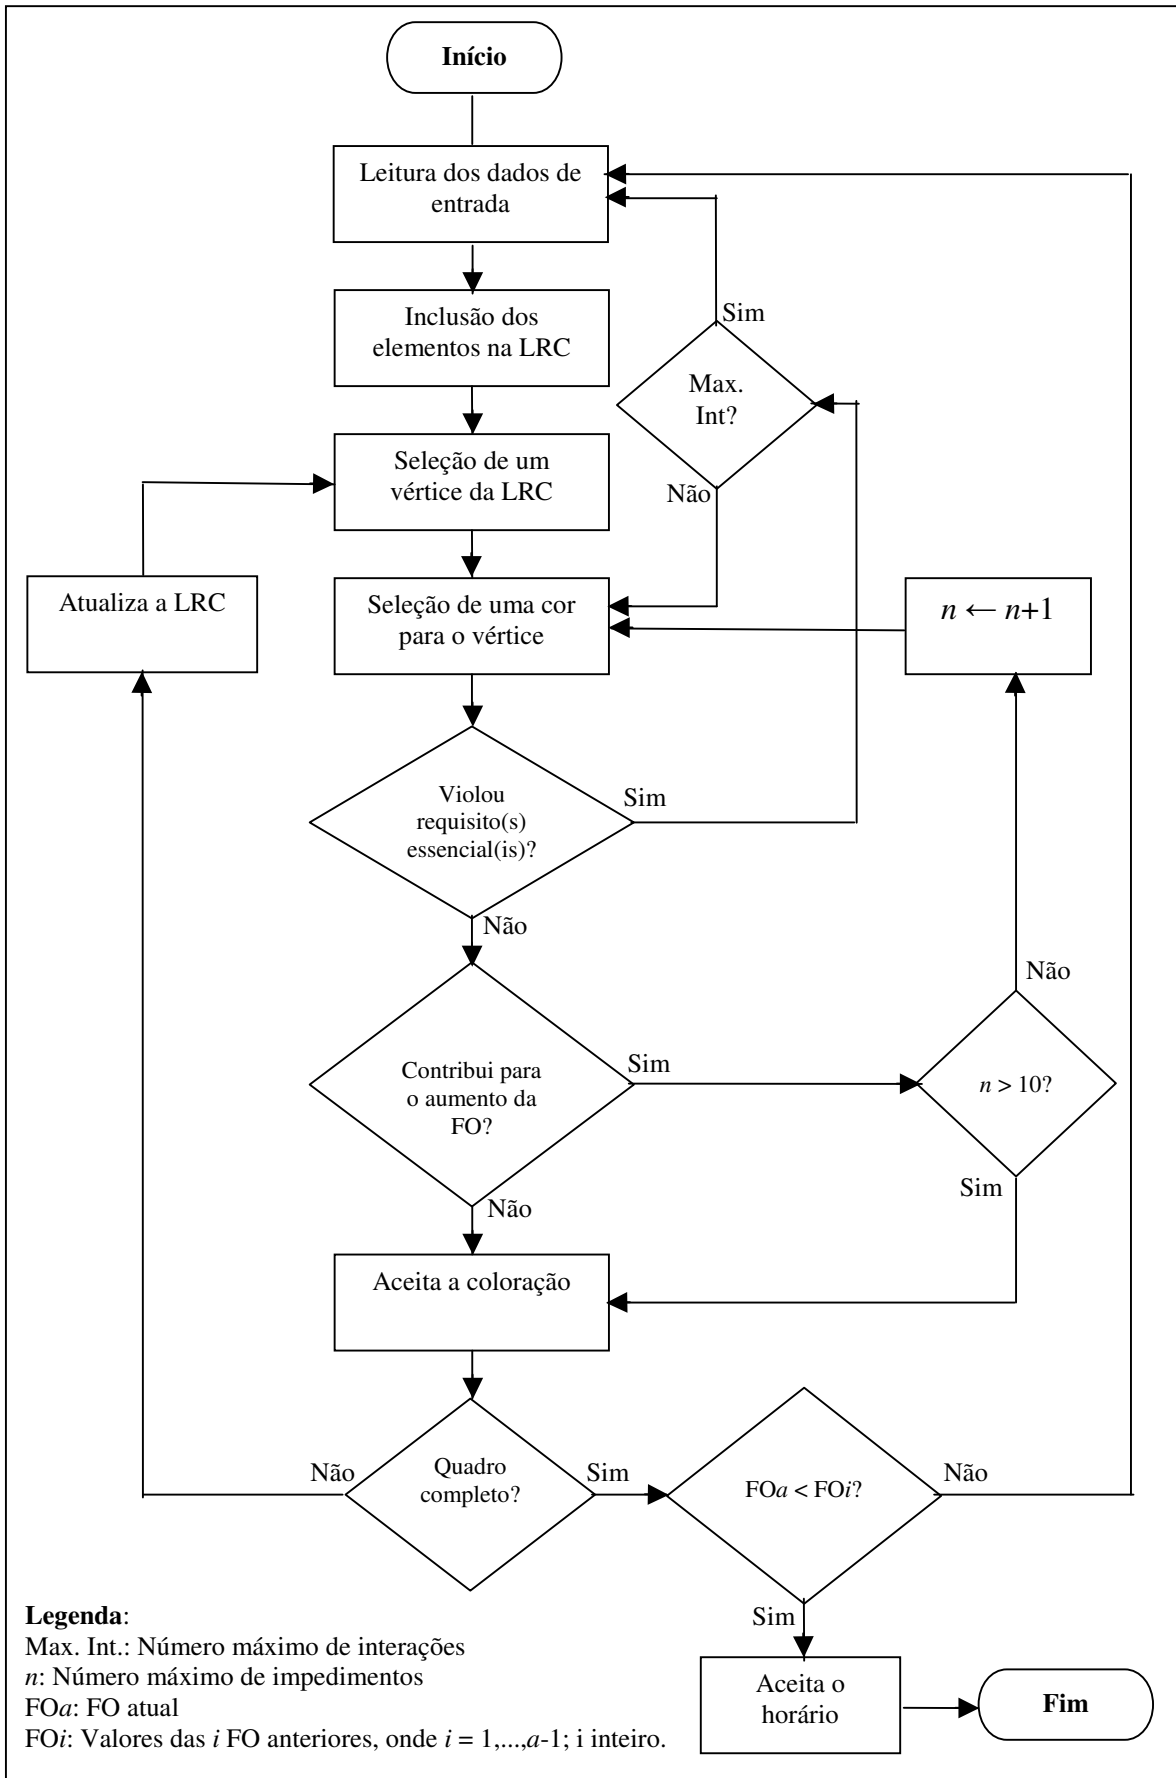 Início
Leitura dos dados de
entrada
Inclusão dos
elementos na LRC
Sim
Max.
Int?
Não
Seleção de um
vértice da LRC
Atualiza a LRC
Seleção de uma cor
para o vértice
n ← n+1
Violou
requisito(s)
essencial(is)?
Sim
Não
Contribui para
o aumento da
FO?
Sim
Não
n > 10?
Sim
Não
Aceita a coloração
Não
Quadro
completo?
Sim
FOa < FOi?
Não
Sim
Aceita o
horário
Fim
Legenda:
Max. Int.: Número máximo de interações
n: Número máximo de impedimentos
FOa: FO atual
FOi: Valores das i FO anteriores, onde i = 1,...,a-1; i inteiro.